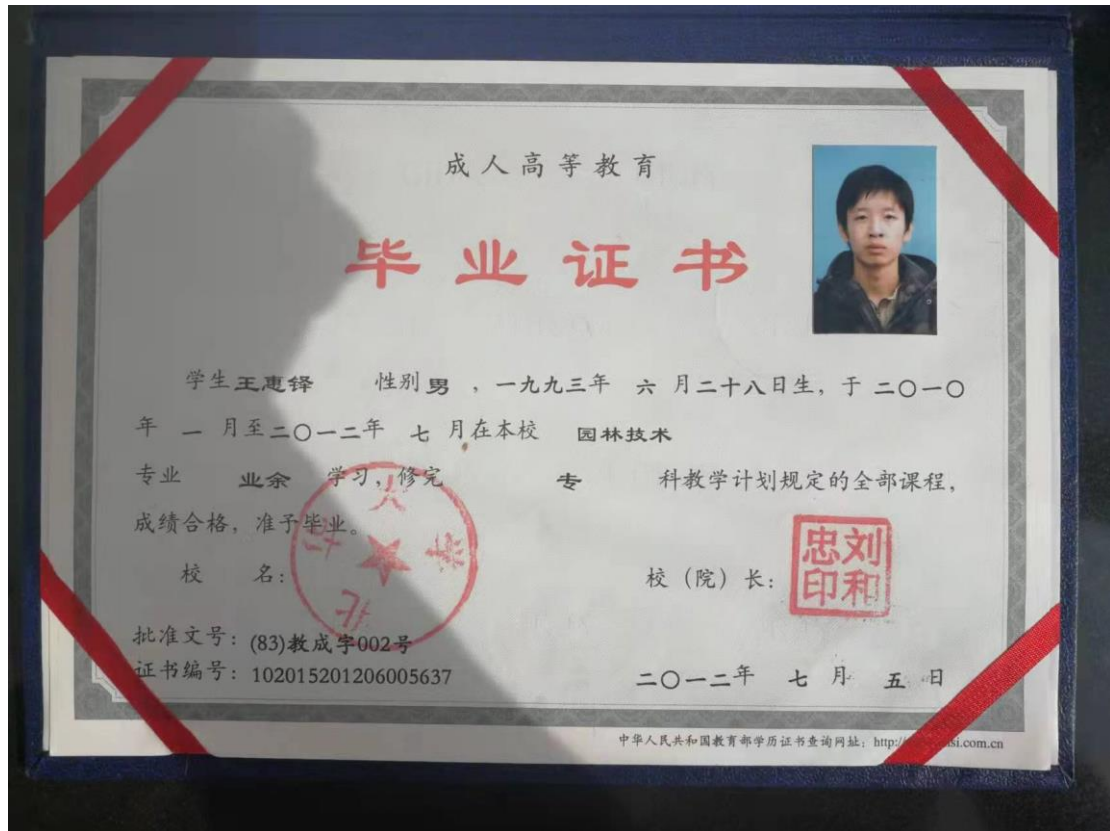 成人高等教育
毕业证书
学生 王惠铎 性别 男 ，一九九三年 六 月二十八日生，于 二〇一〇
年 一 月至二〇一二年 七 月在本校 园林技术
专业 业余 学习，修完 专 科教学计划规定的全部课程，
成绩合格，准予毕业。
校 名： 校（院）长：
刘和忠印
批准文号：(83)教成字002号
证书编号：102015201206005637
二〇一二年 七 月 五 日
中华人民共和国教育部学历证书查询网址：http://
si.com.cn